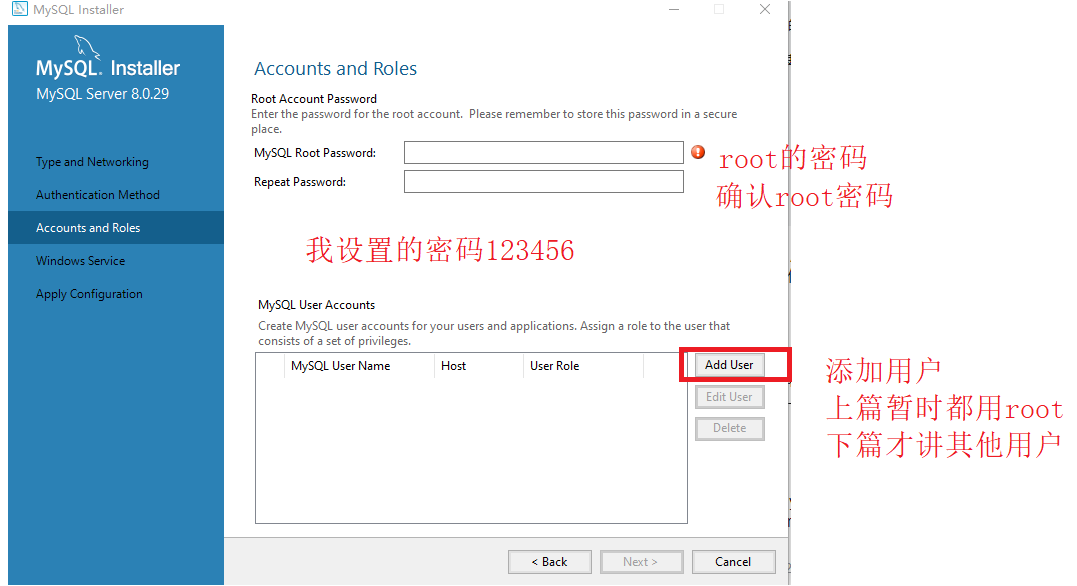 MySQL Installer
MySQL. Installer
MySQL Server 8.0.29
Type and Networking
Authentication Method
Accounts and Roles
Windows Service
Apply Configuration
Accounts and Roles
Root Account Password
Enter the password for the root account. Please remember to store this password in a secure
place.
MySQL Root Password:
root的密码
Repeat Password:
确认root密码
我设置的密码123456
MySQL User Accounts
Create MySQL user accounts for your users and applications. Assign a role to the user that
consists of a set of privileges.
MySQL User Name Host User Role
Add User
Edit User
Delete
添加用户
上篇暂时都用root
下篇才讲其他用户
< Back Next > Cancel